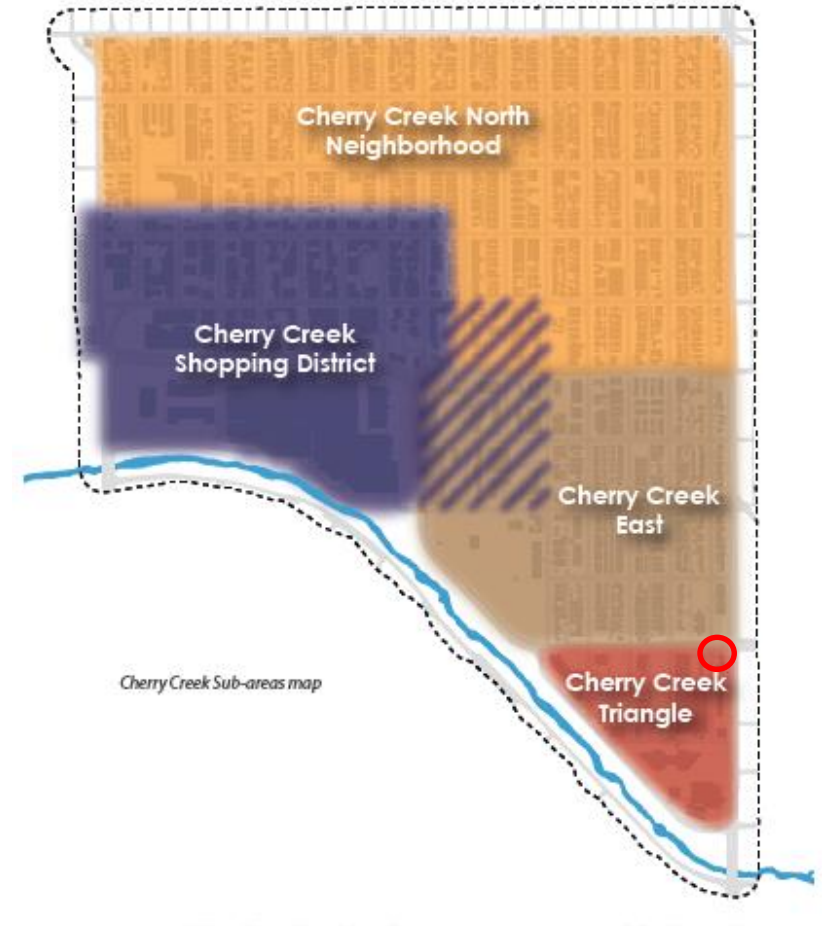 Cherry Creek North
Neighborhood
Cherry Creek
Shopping District
Cherry Creek
East
Cherry Creek
Triangle
Cherry Creek Sub-areas map